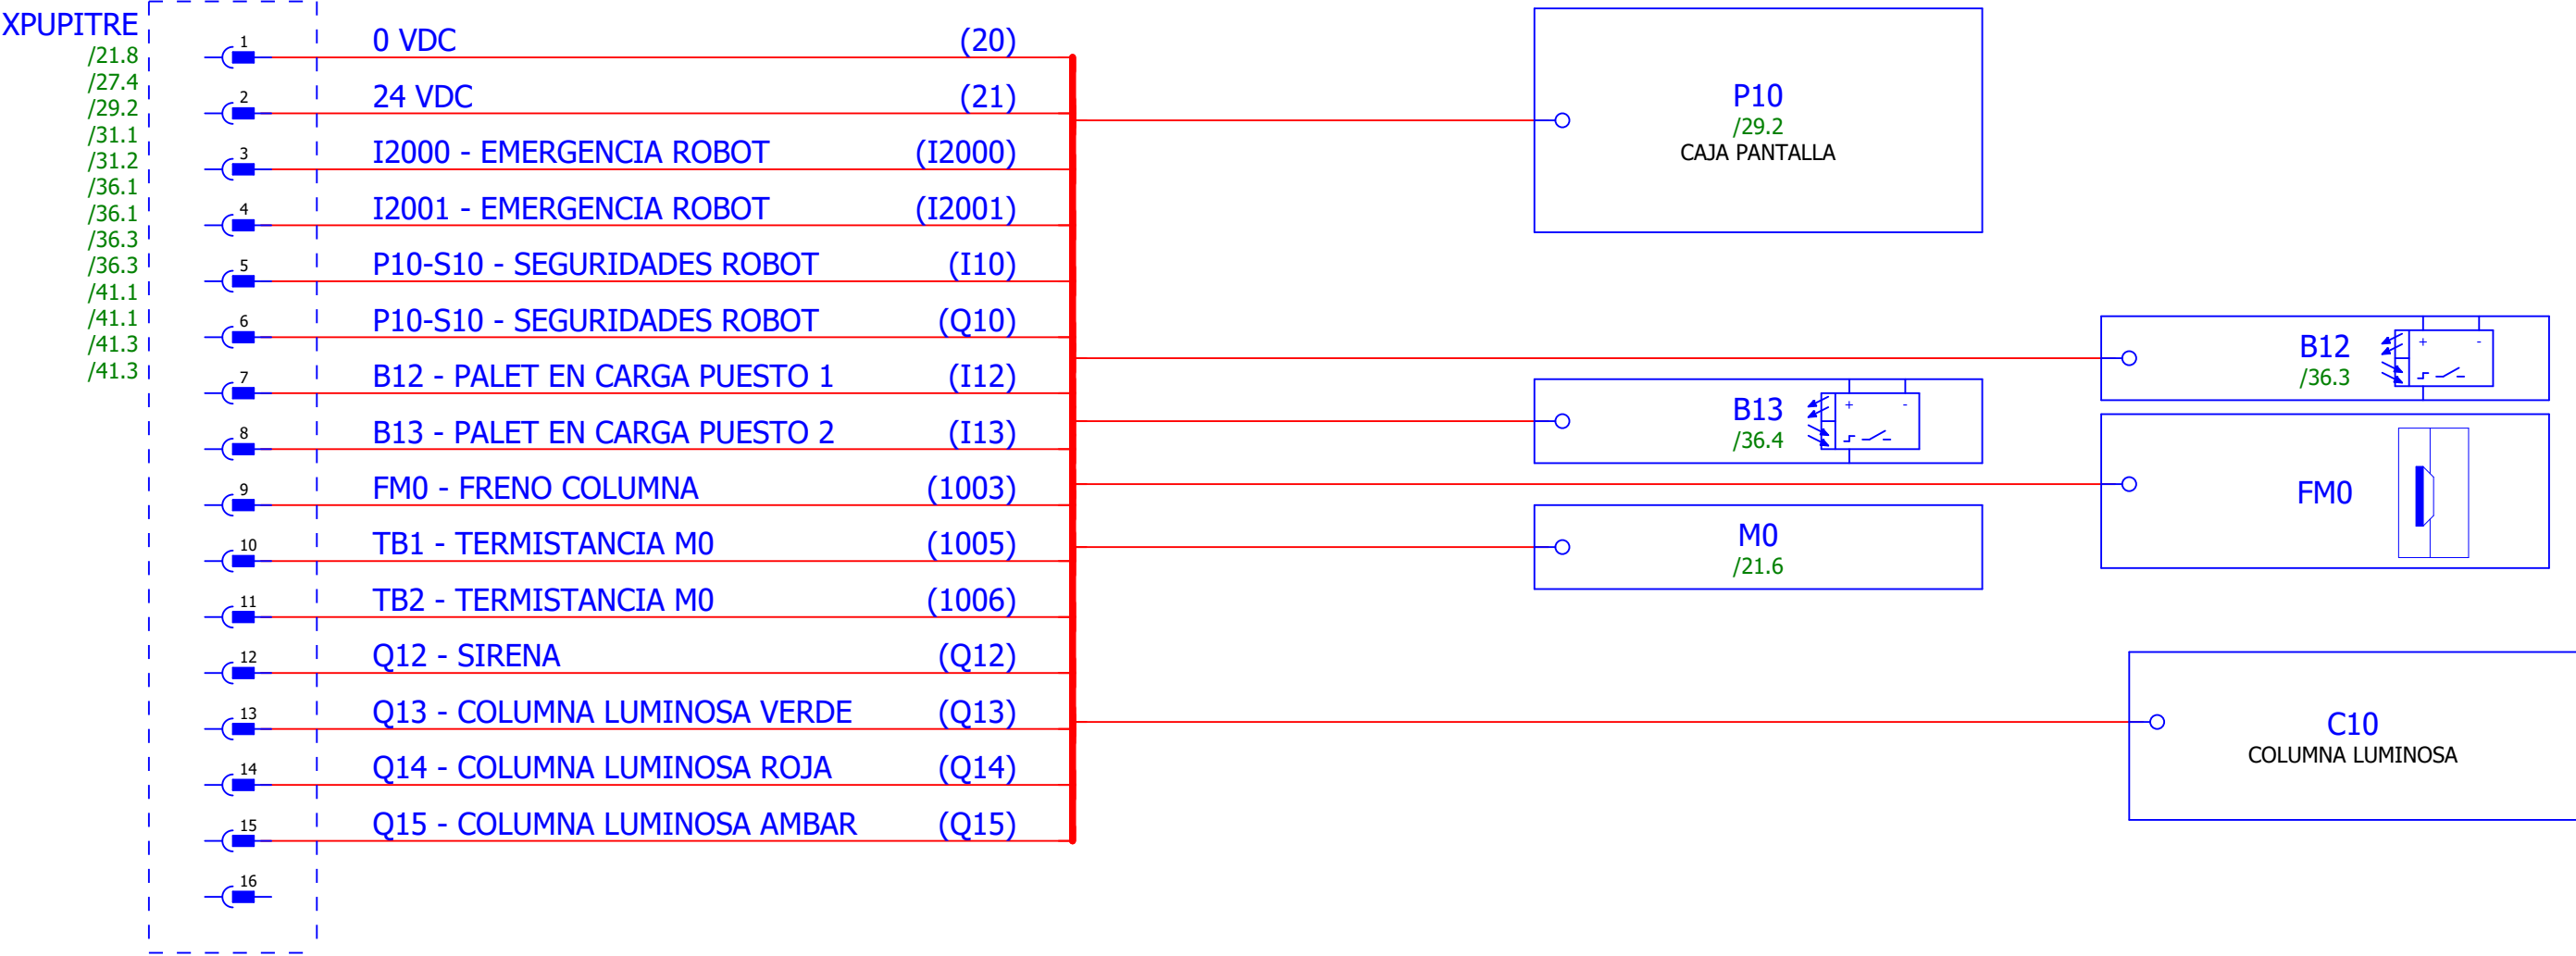 XPUPITRE
/21.8
/27.4
/29.2
/31.1
/31.2
/36.1
/36.1
/36.3
/36.3
/41.1
/41.1
/41.3
/41.3
1 0 VDC (20)
2 24 VDC (21)
3 I2000 - EMERGENCIA ROBOT (I2000)
4 I2001 - EMERGENCIA ROBOT (I2001)
5 P10-S10 - SEGURIDADES ROBOT (I10)
6 P10-S10 - SEGURIDADES ROBOT (Q10)
7 B12 - PALET EN CARGA PUESTO 1 (I12)
8 B13 - PALET EN CARGA PUESTO 2 (I13)
9 FM0 - FRENO COLUMNA (1003)
10 TB1 - TERMISTANCIA M0 (1005)
11 TB2 - TERMISTANCIA M0 (1006)
12 Q12 - SIRENA (Q12)
13 Q13 - COLUMNA LUMINOSA VERDE (Q13)
14 Q14 - COLUMNA LUMINOSA ROJA (Q14)
15 Q15 - COLUMNA LUMINOSA AMBAR (Q15)
16
P10
/29.2
CAJA PANTALLA
B12 + -
/36.3
B13 + -
/36.4
FM0
M0
/21.6
C10
COLUMNA LUMINOSA